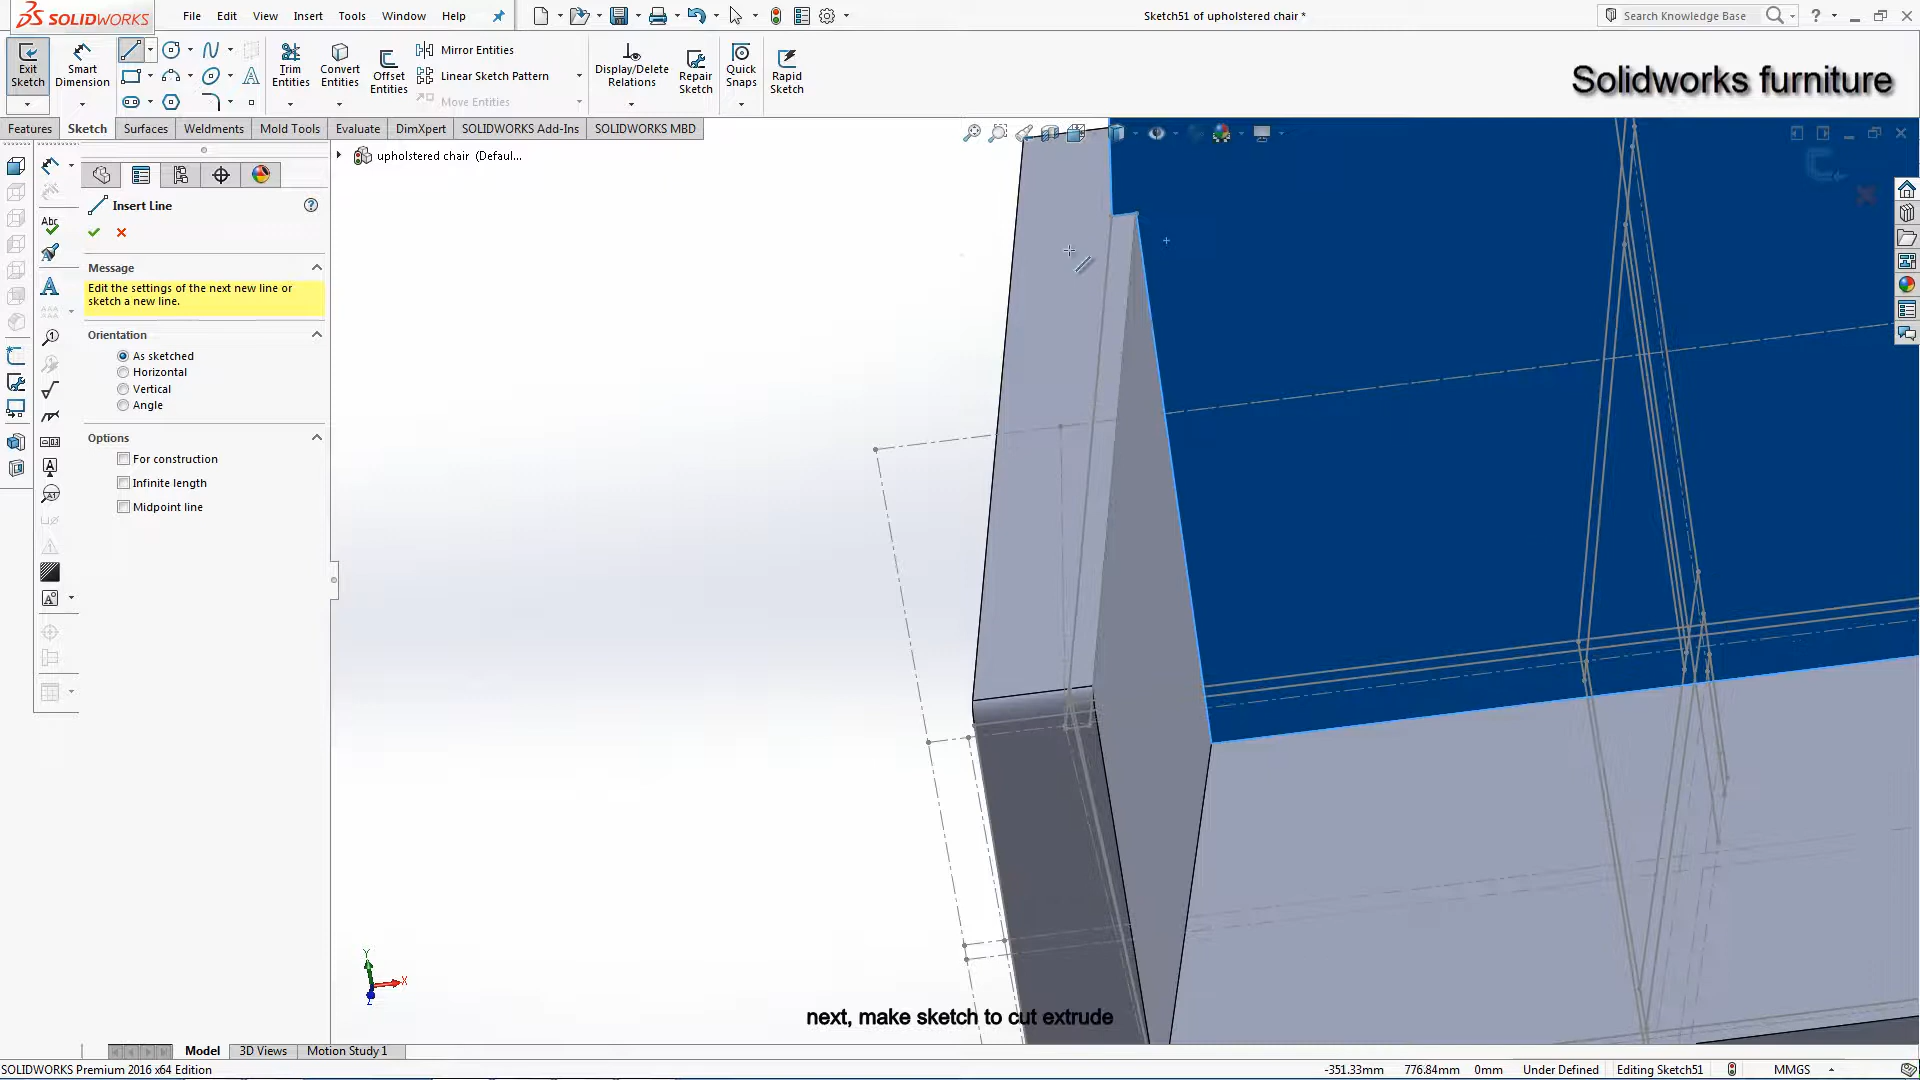 SOLIDWORKS
File Edit View Insert Tools Window Help
Sketch51 of upholstered chair *
Search Knowledge Base
Exit Sketch
Smart Dimension
Trim Entities
Convert Entities
Offset Entities
Mirror Entities
Linear Sketch Pattern
Move Entities
Display/Delete Relations
Repair Sketch
Quick Snaps
Rapid Sketch
Solidworks furniture
Features Sketch Surfaces Weldments Mold Tools Evaluate DimXpert SOLIDWORKS Add-Ins SOLIDWORKS MBD
upholstered chair (Defaul...
Insert Line
Message
Edit the settings of the next new line or
sketch a new line.
Orientation
As sketched
Horizontal
Vertical
Angle
Options
For construction
Infinite length
Midpoint line
Abc
Y
X
Z
next, make sketch to cut extrude
Model 3D Views Motion Study 1
SOLIDWORKS Premium 2016 x64 Edition
-351.33mm 776.84mm 0mm Under Defined Editing Sketch51 MMGS